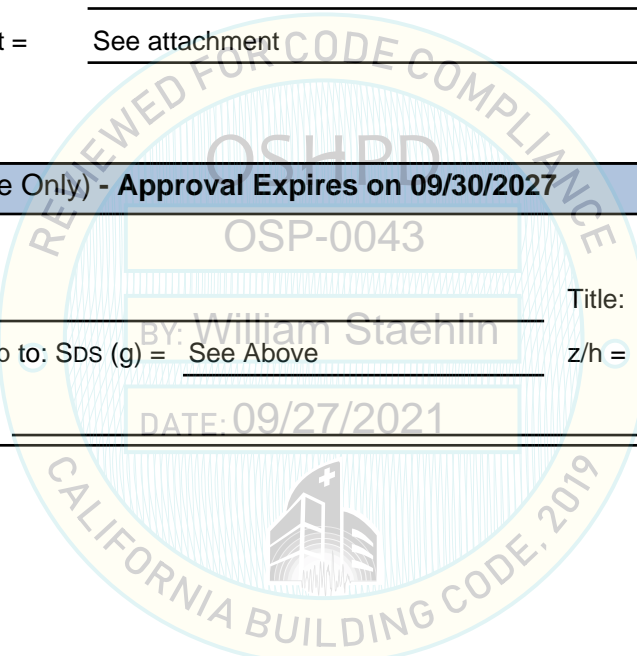 t = See attachment
REVIEWED FOR CODE COMPLIANCE
OSHPD
e Only) - Approval Expires on 09/30/2027
OSP-0043
Title:
BY: William Staehlin
to: SDS (g) = See Above z/h =
DATE: 09/27/2021
CALIFORNIA BUILDING CODE, 2019